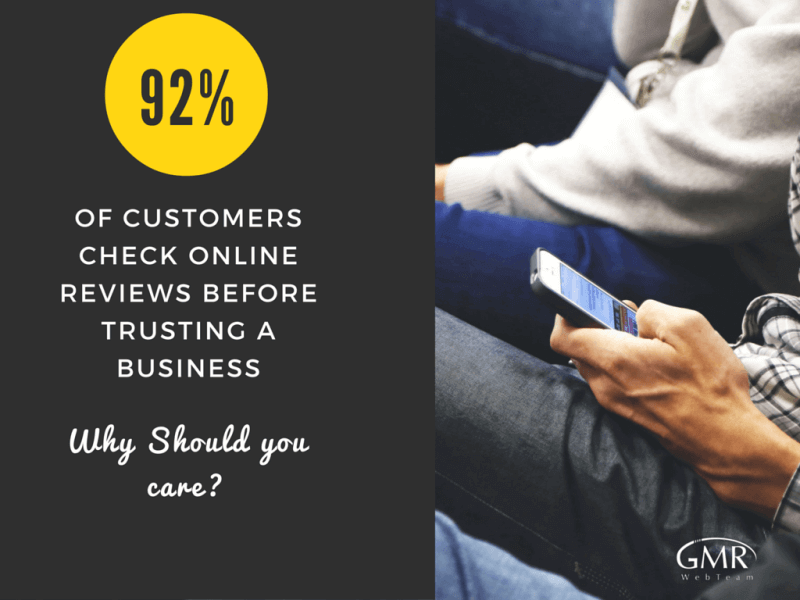 92%
OF CUSTOMERS
CHECK ONLINE
REVIEWS BEFORE
TRUSTING A
BUSINESS
Why Should you
care?
GMR
WebTeam